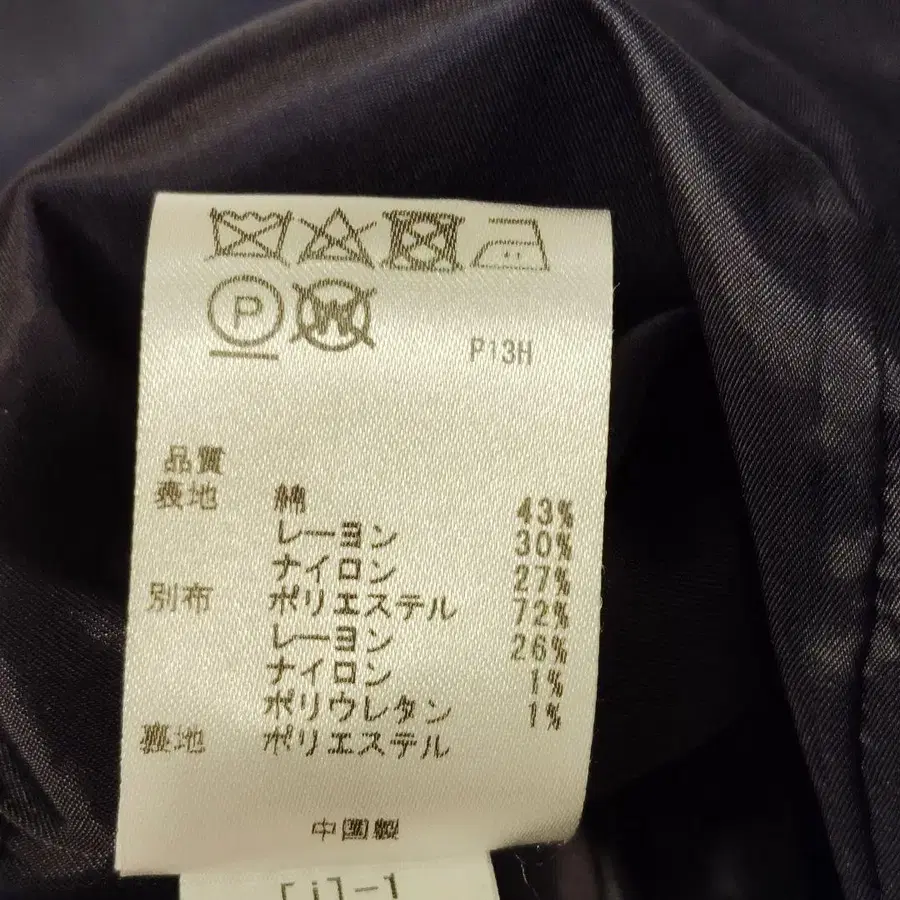 P W
P13H
品質
表地 綿 43%
レーヨン 30%
ナイロン 27%
別布 ポリエステル 72%
レーヨン 26%
ナイロン 1%
ポリウレタン 1%
裏地 ポリエステル
中国製
[i]-1